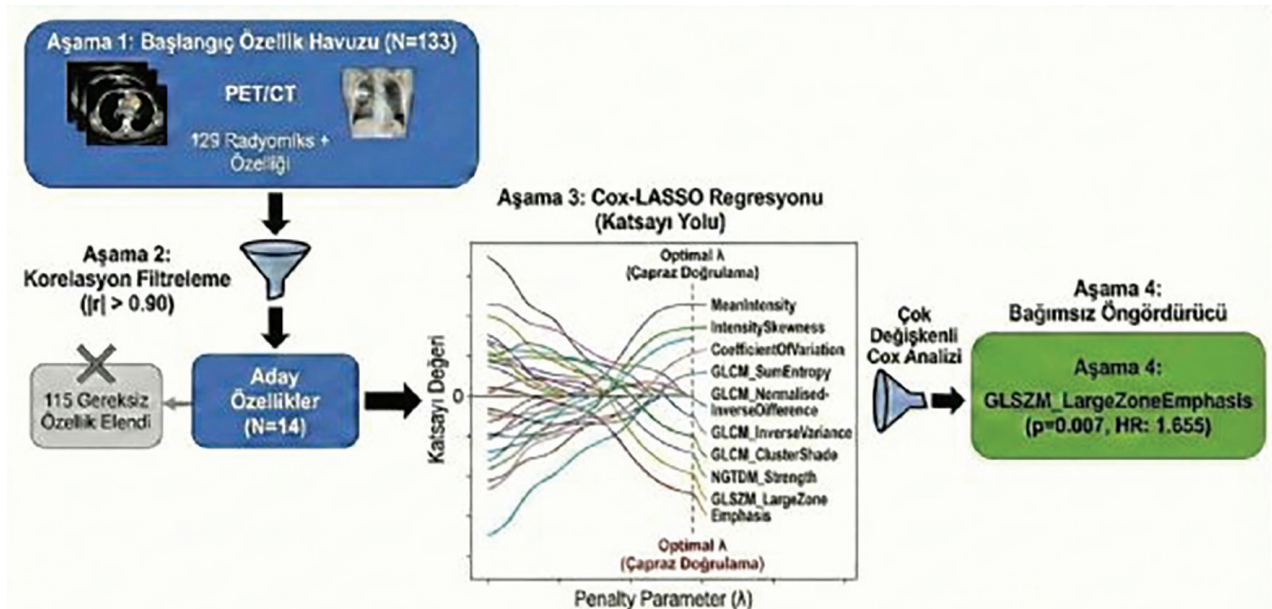 Aşama 1: Başlangıç Özellik Havuzu (N=133)
PET/CT
129 Radyomiks +
Özelliği
Aşama 2:
Korelasyon Filtreleme
(|r| > 0.90)
115 Gereksiz
Özellik Elendi
Aday
Özellikler
(N=14)
Aşama 3: Cox-LASSO Regresyonu
(Katsayı Yolu)
Katsayı Değeri
0
Optimal λ
(Çapraz Doğrulama)
MeanIntensity
IntensitySkewness
CoefficientOfVariation
GLCM_SumEntropy
GLCM_Normalised-
InverseDifference
GLCM_InverseVariance
GLCM_ClusterShade
NGTDM_Strength
GLSZM_LargeZone
Emphasis
Optimal λ
(Çapraz Doğrulama)
Penalty Parameter (λ)
Çok
Değişkenli
Cox Analizi
Aşama 4:
Bağımsız Öngördürücü
Aşama 4:
GLSZM_LargeZoneEmphasis
(p=0.007, HR: 1.655)